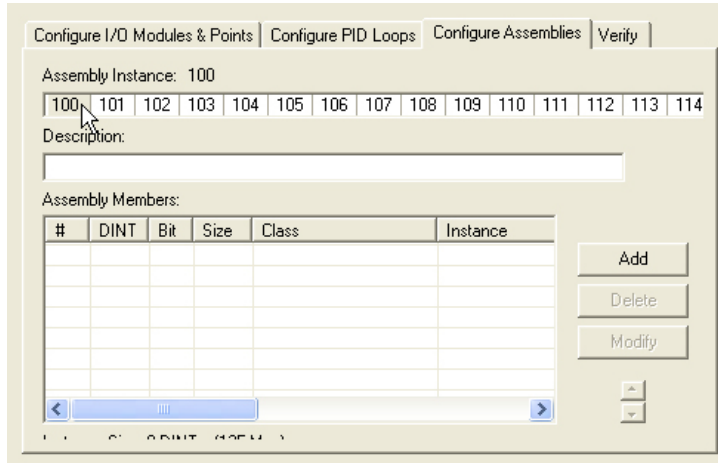 Configure I/O Modules & Points Configure PID Loops Configure Assemblies Verify
Assembly Instance: 100
100 101 102 103 104 105 106 107 108 109 110 111 112 113 114
Description:
Assembly Members:
# DINT Bit Size Class Instance
Add
Delete
Modify